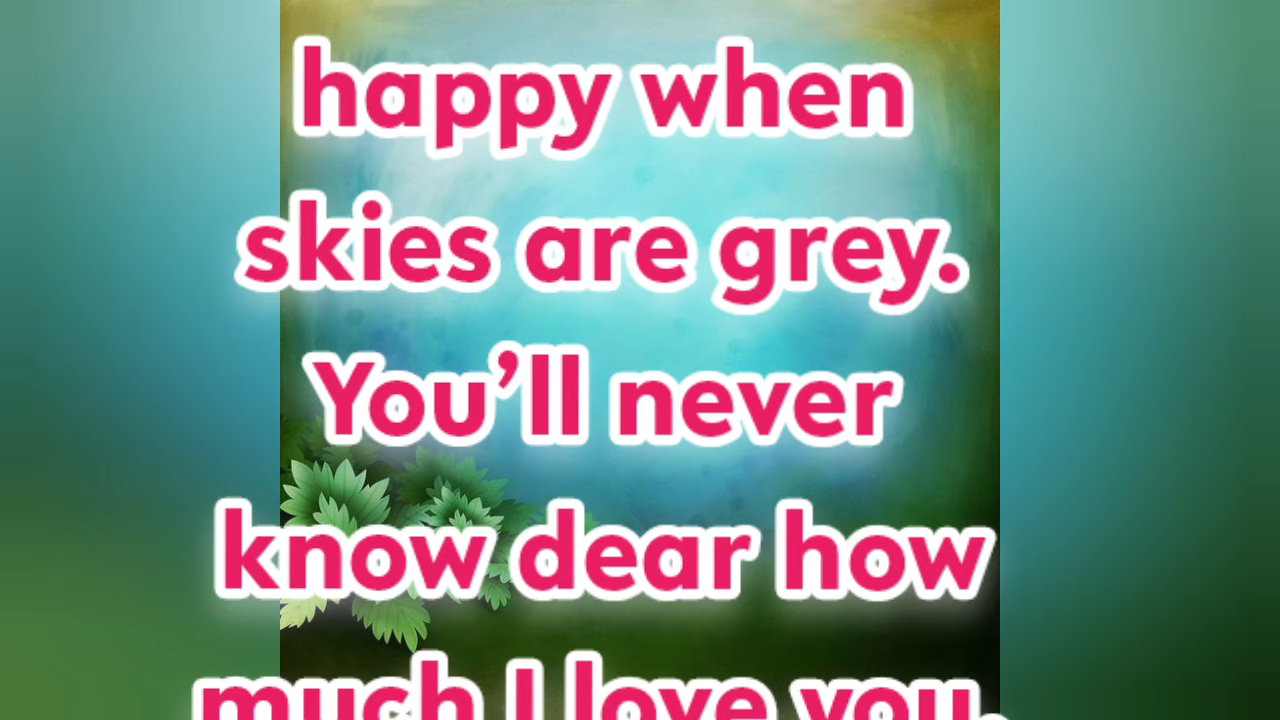 happy when
skies are grey.
You’ll never
know dear how
much I love you.